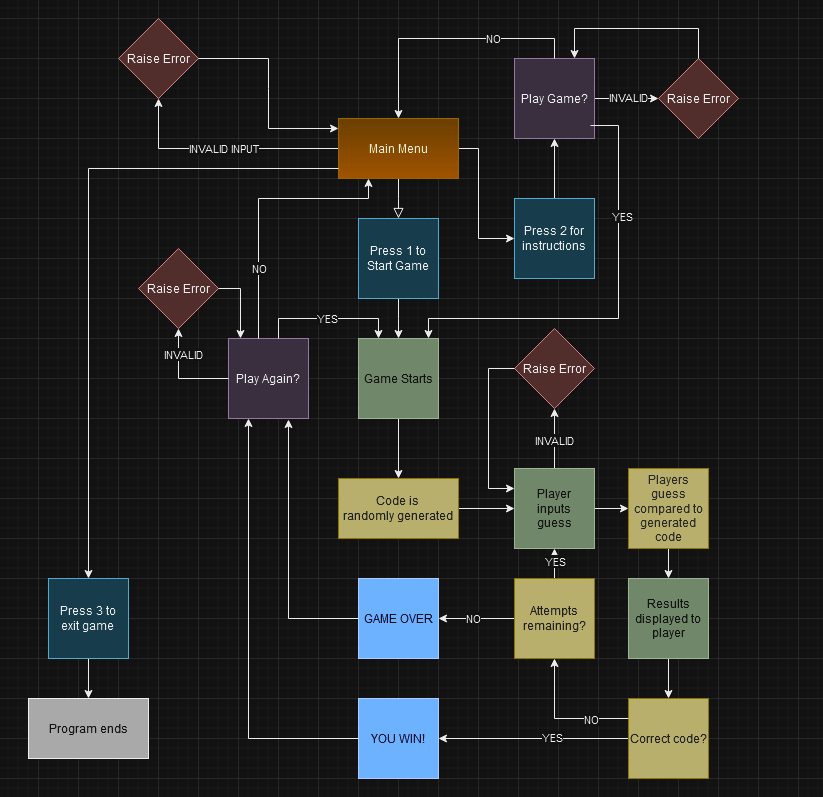 NO
Raise Error
Play Game?
INVALID
Raise Error
INVALID INPUT
Main Menu
YES
Press 1 to
Start Game
Press 2 for
instructions
NO
Raise Error
YES
INVALID
Play Again?
Game Starts
Raise Error
INVALID
Code is
randomly generated
Player
inputs
guess
Players
guess
compared to
generated
code
YES
Press 3 to
exit game
GAME OVER
NO
Attempts
remaining?
Results
displayed to
player
NO
Program ends
YOU WIN!
YES
Correct code?